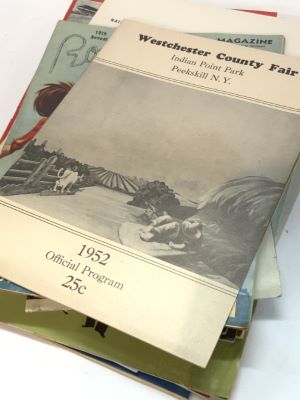 Westchester County Fair
Indian Point Park
Peekskill N. Y.
1952
Official Program
25c
MAGAZINE